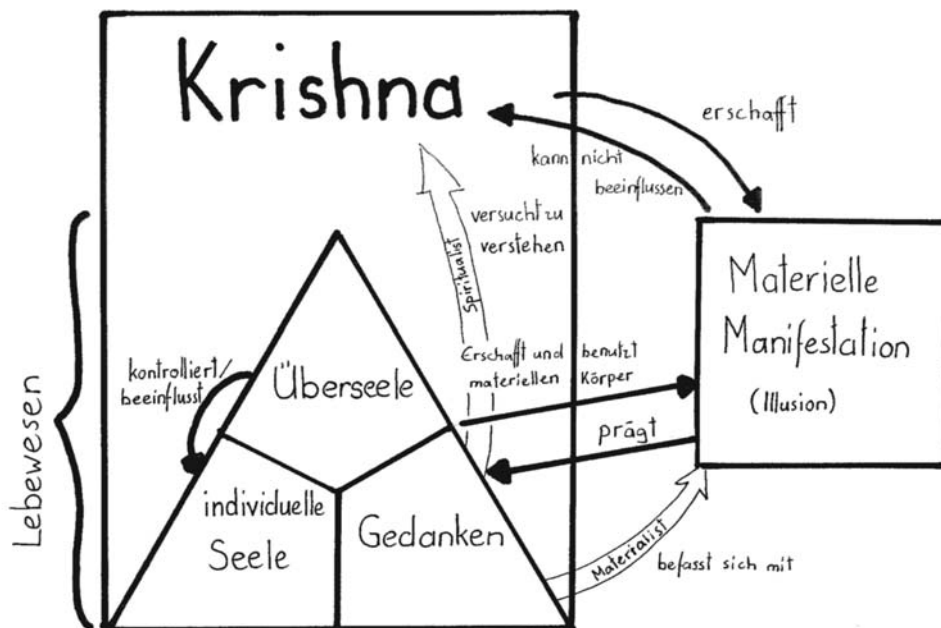 Krishna
erschafft
kann nicht
beeinflussen
versucht zu
verstehen
Spiritualist
Materielle
Manifestation
(Illusion)
Lebewesen
kontrolliert/
beeinflusst
Überseele
Erschafft und benutzt
materiellen Körper
prägt
individuelle
Seele
Gedanken
Materialist
befasst sich mit